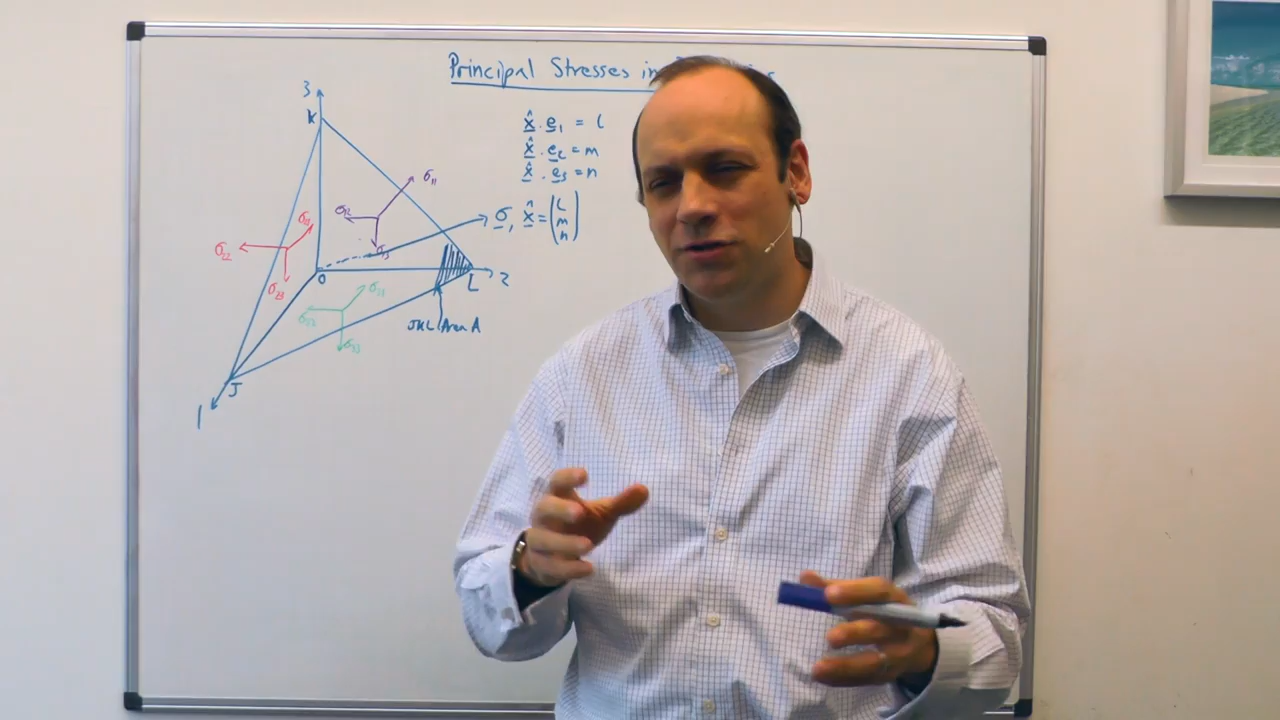 Principal Stresses in
3
K
x̂ · e₁ = l
x̂ · e₂ = m
x̂ · e₃ = n
σ₁₁
σ₁₂
σ₁₃
σ, x̂ = (l m n)
σ₂₁
σ₂₂
σ₂₃
O
L
2
σ₃₁
σ₃₂
σ₃₃
JKL Area A
J
1